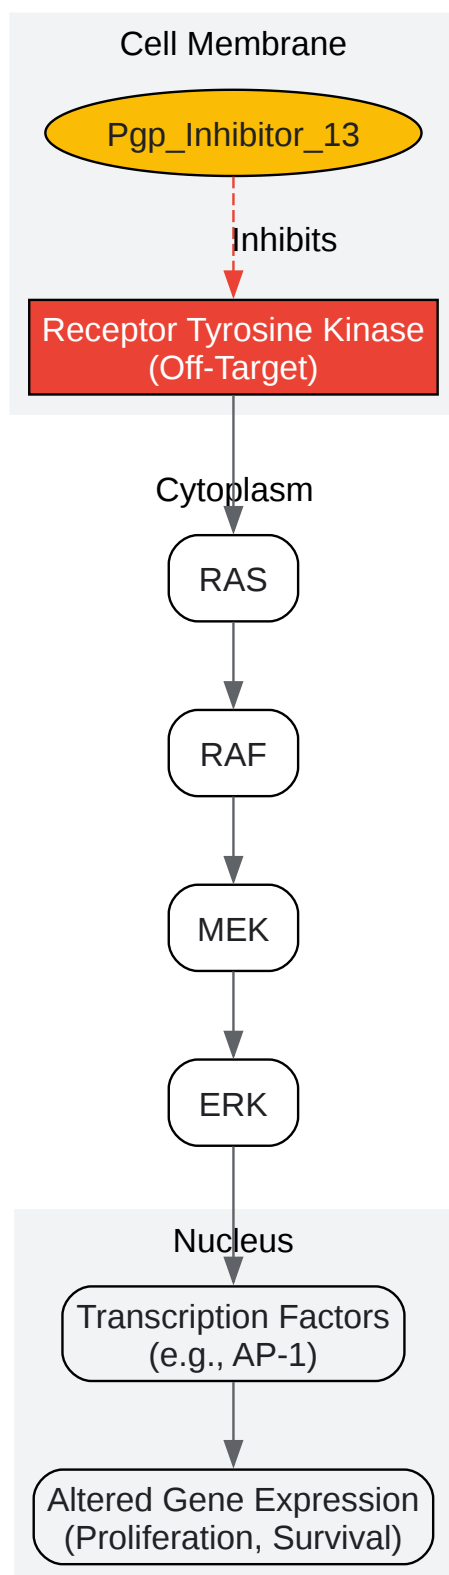 Cell Membrane
Pgp_Inhibitor_13
Inhibits
Receptor Tyrosine Kinase
(Off-Target)
Cytoplasm
RAS
RAF
MEK
ERK
Nucleus
Transcription Factors
(e.g., AP-1)
Altered Gene Expression
(Proliferation, Survival)